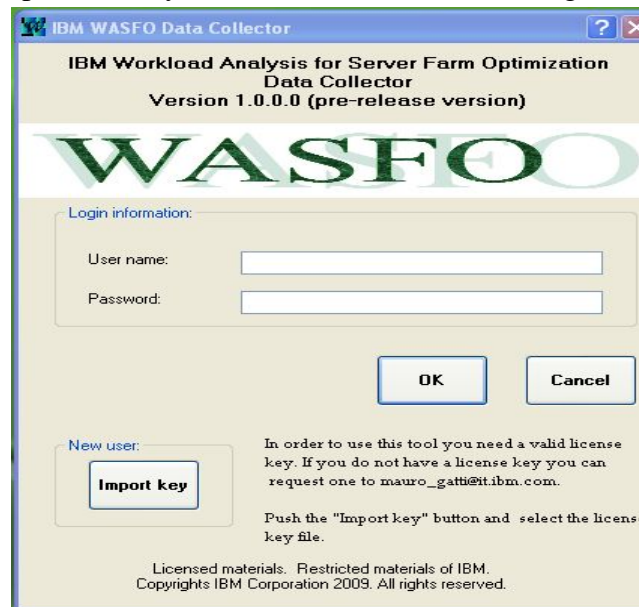 IBM WASFO Data Collector
IBM Workload Analysis for Server Farm Optimization
Data Collector
Version 1.0.0.0 (pre-release version)
WASFO
Login information:
User name:
Password:
OK
Cancel
New user:
Import key
In order to use this tool you need a valid license
key. If you do not have a license key you can
request one to mauro_gatti@it.ibm.com.
Push the "Import key" button and select the licens
key file.
Licensed materials. Restricted materials of IBM.
Copyrights IBM Corporation 2009. All rights reserved.